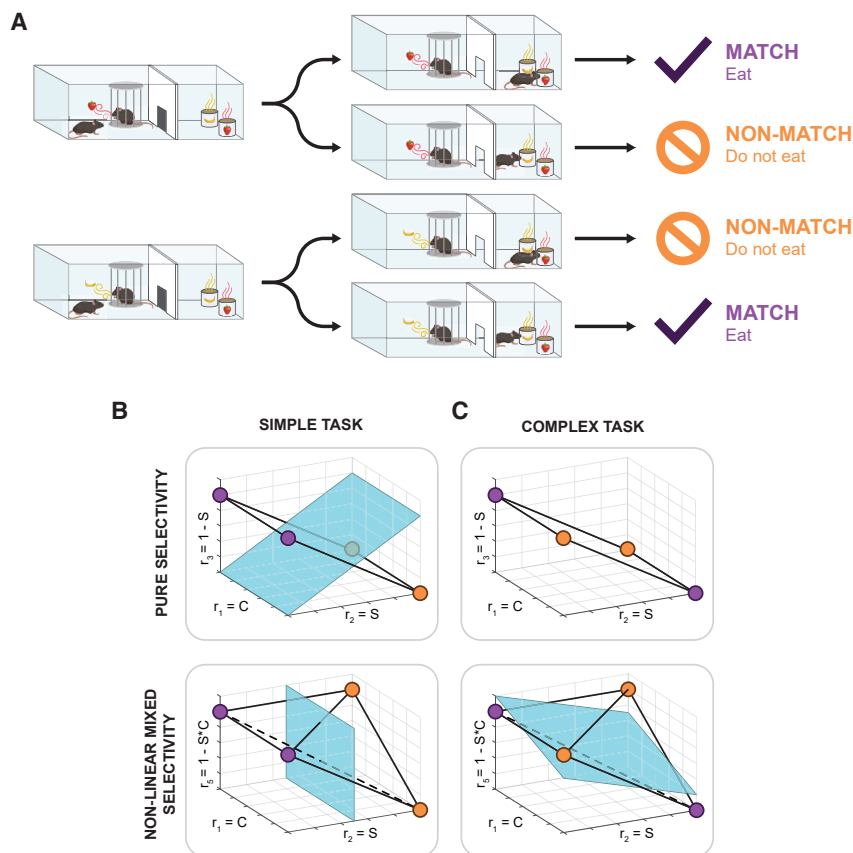 A
MATCH
Eat
NON-MATCH
Do not eat
NON-MATCH
Do not eat
MATCH
Eat
B
C
SIMPLE TASK
COMPLEX TASK
PURE SELECTIVITY
r3 = 1 - S
r1 = C
r2 = S
r3 = 1 - S
r1 = C
r2 = S
NON-LINEAR MIXED
SELECTIVITY
r5 = 1 - S*C
r1 = C
r2 = S
r5 = 1 - S*C
r1 = C
r2 = S